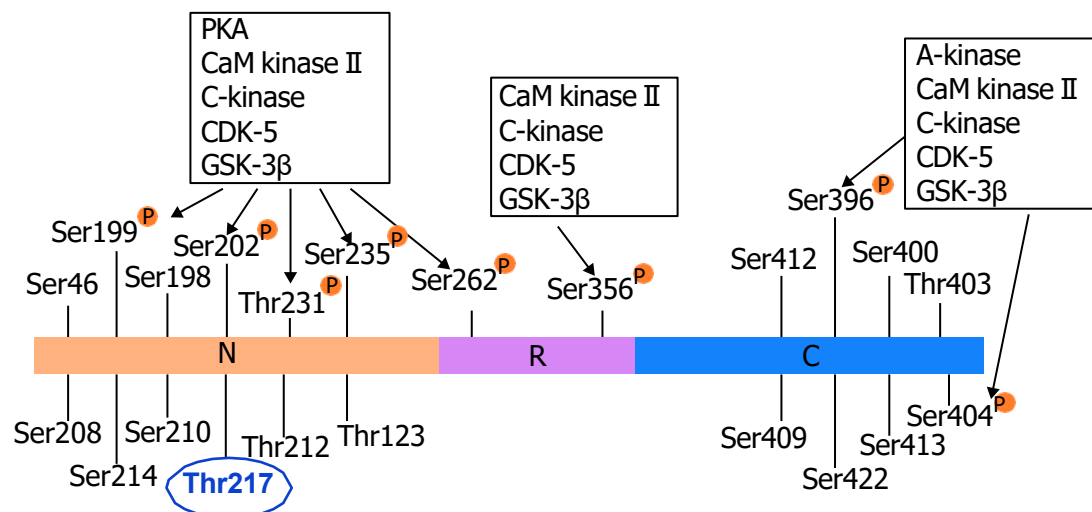 PKA
CaM kinase Ⅱ
C-kinase
CDK-5
GSK-3β
CaM kinase Ⅱ
C-kinase
CDK-5
GSK-3β
A-kinase
CaM kinase Ⅱ
C-kinase
CDK-5
GSK-3β
Ser199 P
Ser202 P
Ser235 P
Ser396 P
Ser46
Ser198
Thr231 P
Ser262 P
Ser356 P
Ser412
Ser400
Thr403
N
R
C
Ser208
Ser214
Ser210
Thr217
Thr212
Thr123
Ser409
Ser422
Ser413
Ser404 P